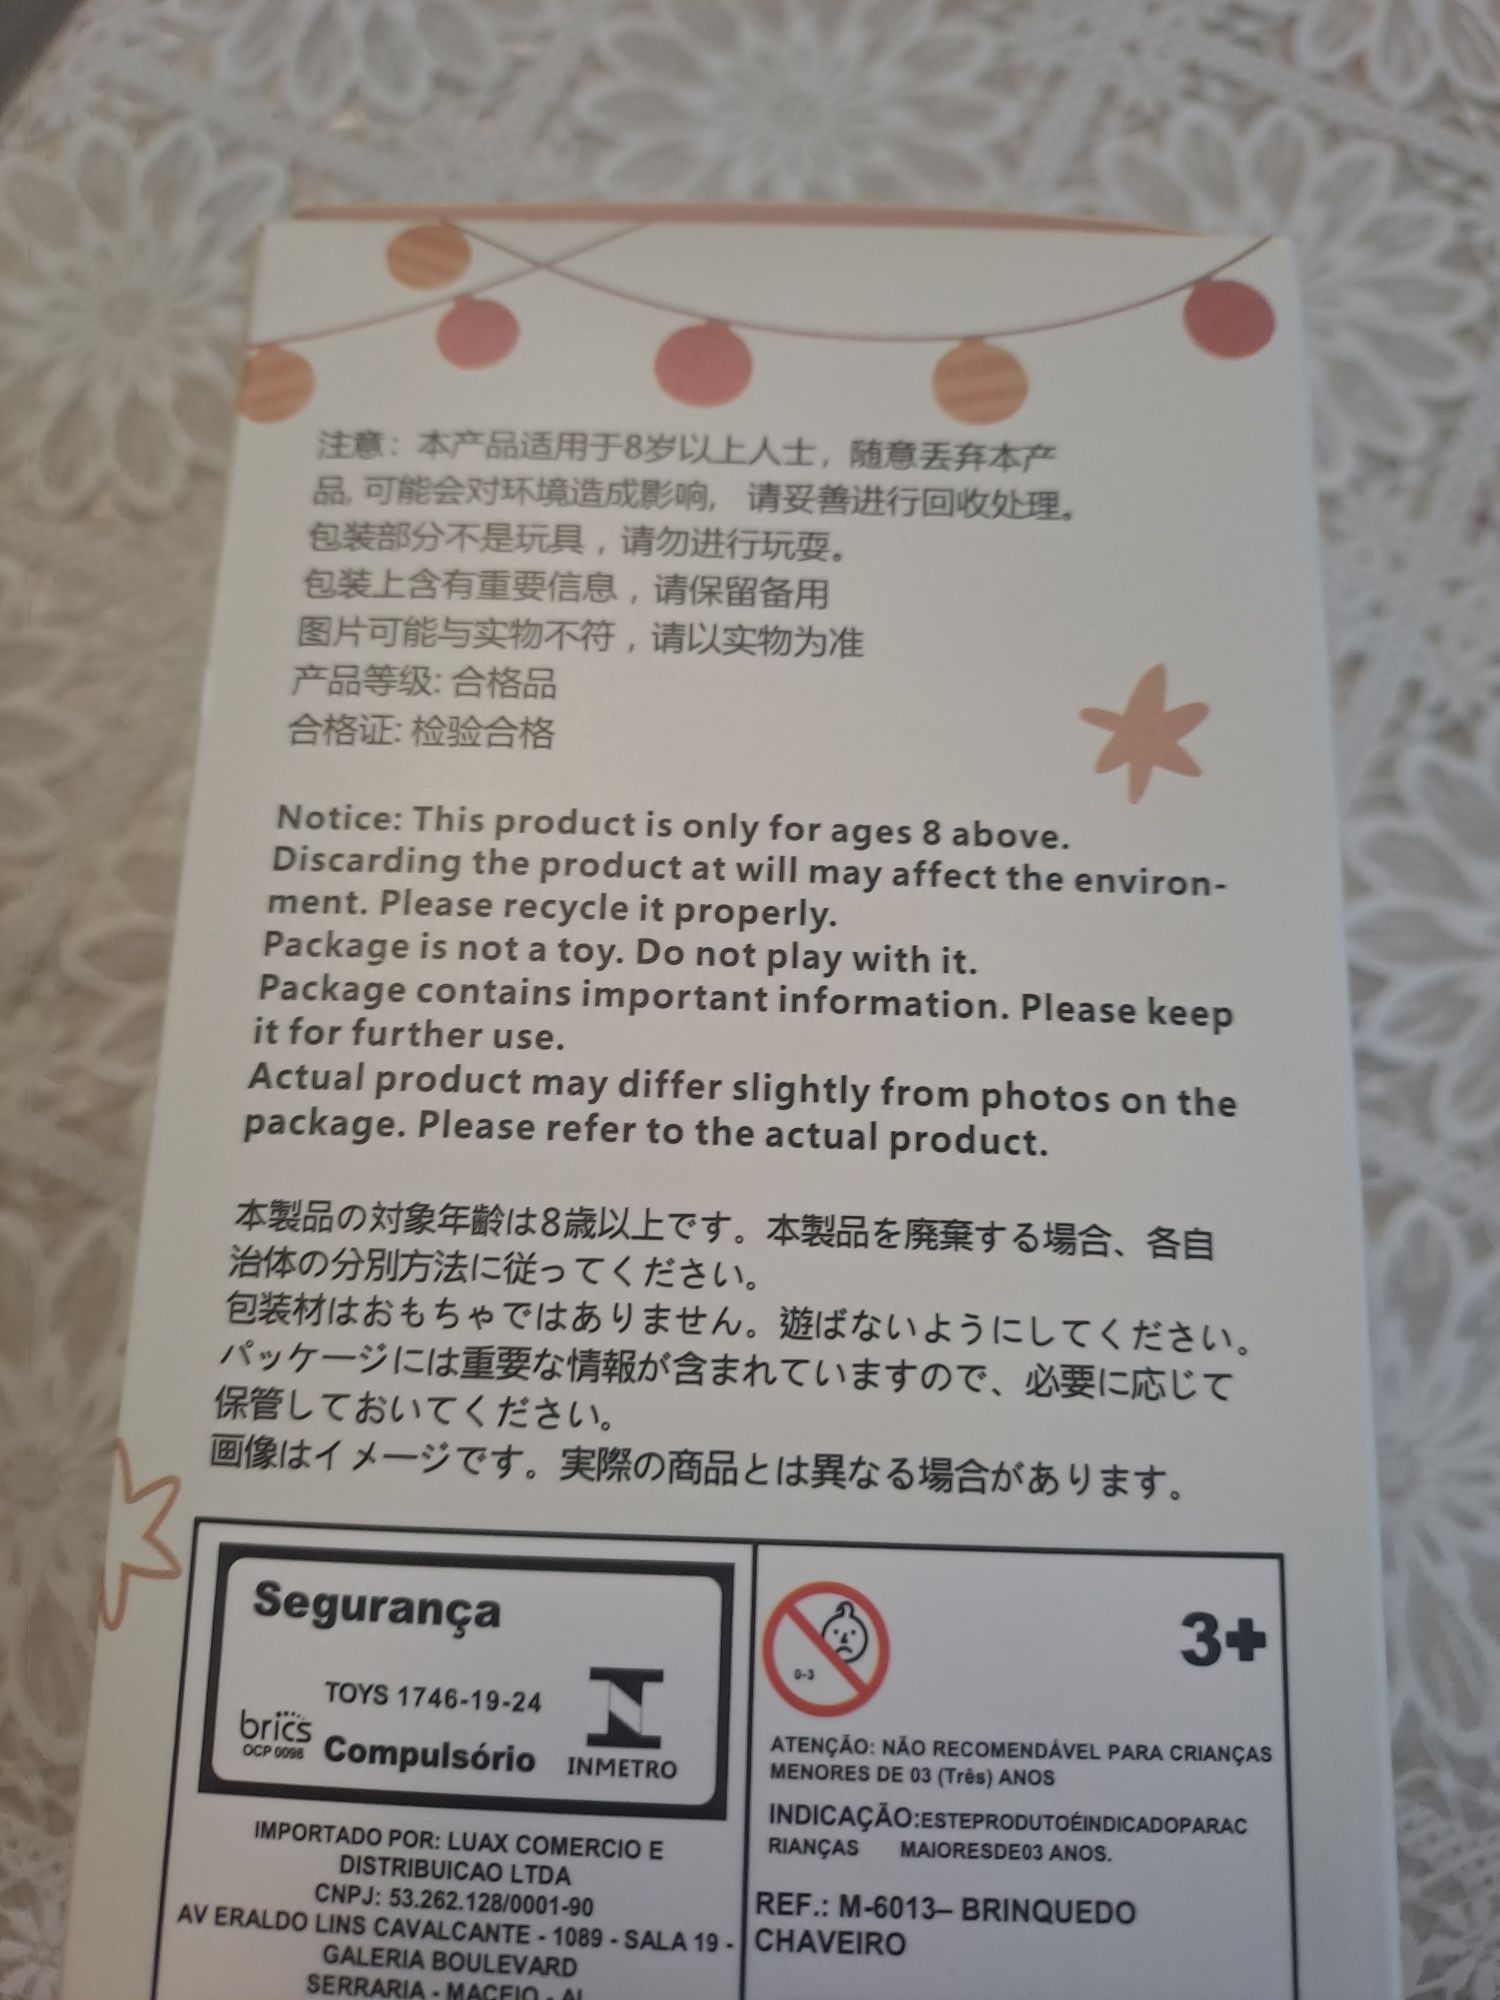 注意：本产品适用于8岁以上人士，随意丢弃本产
品, 可能会对环境造成影响， 请妥善进行回收处理。
包装部分不是玩具，请勿进行玩耍。
包装上含有重要信息，请保留备用
图片可能与实物不符，请以实物为准
产品等级: 合格品
合格证: 检验合格
Notice: This product is only for ages 8 above.
Discarding the product at will may affect the environ-
ment. Please recycle it properly.
Package is not a toy. Do not play with it.
Package contains important information. Please keep
it for further use.
Actual product may differ slightly from photos on the
package. Please refer to the actual product.
本製品の対象年齢は8歳以上です。本製品を廃棄する場合、各自
治体の分別方法に従ってください。
包装材はおもちゃではありません。遊ばないようにしてください。
パッケージには重要な情報が含まれていますので、必要に応じて
保管しておいてください。
画像はイメージです。実際の商品とは異なる場合があります。
Segurança
TOYS 1746-19-24
brics
OCP 0098
Compulsório
INMETRO
IMPORTADO POR: LUAX COMERCIO E
DISTRIBUICAO LTDA
CNPJ: 53.262.128/0001-90
AV ERALDO LINS CAVALCANTE - 1089 - SALA 19 -
GALERIA BOULEVARD
SERRARIA - MACEIO - AL
0-3
3+
ATENÇÃO: NÃO RECOMENDÁVEL PARA CRIANÇAS
MENORES DE 03 (Três) ANOS
INDICAÇÃO:ESTEPRODUTOÉINDICADOPARAC
RIANÇAS MAIORESDE03 ANOS.
REF.: M-6013– BRINQUEDO
CHAVEIRO